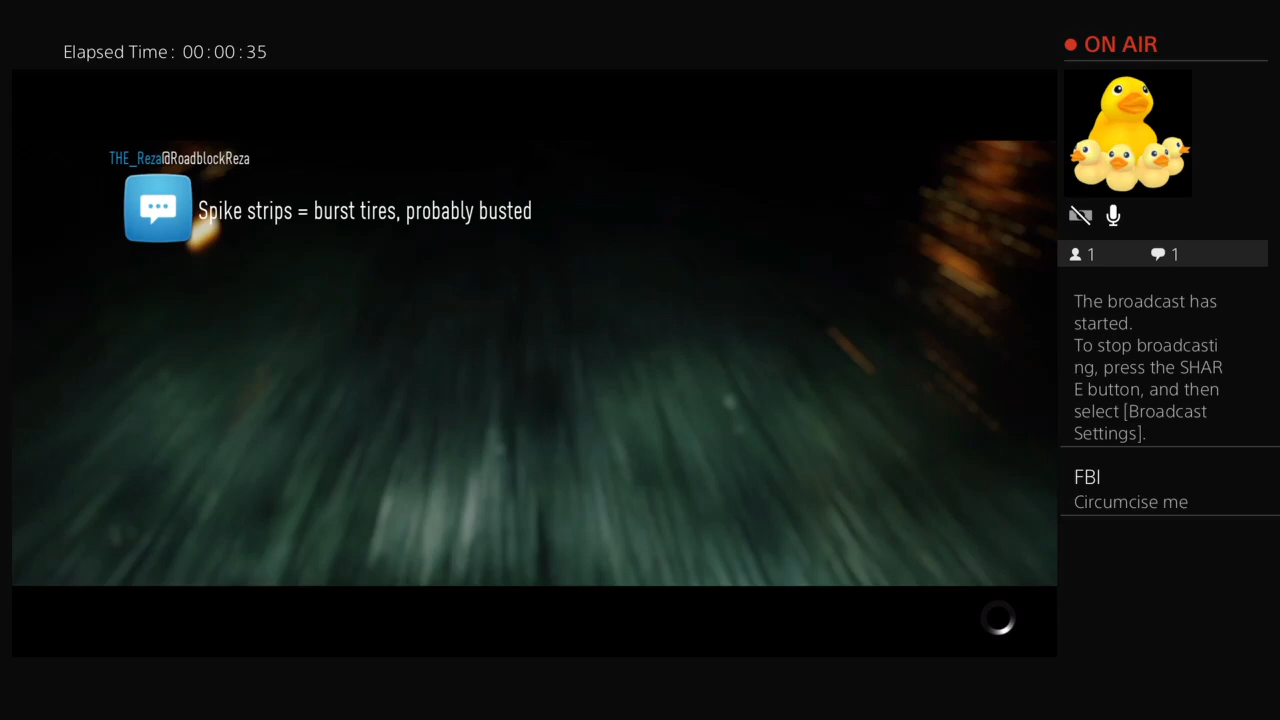 Elapsed Time: 00:00:35
ON AIR
THE_Reza@RoadblockReza
Spike strips = burst tires, probably busted
1 1
The broadcast has
started.
To stop broadcasti
ng, press the SHAR
E button, and then
select [Broadcast
Settings].
FBI
Circumcise me